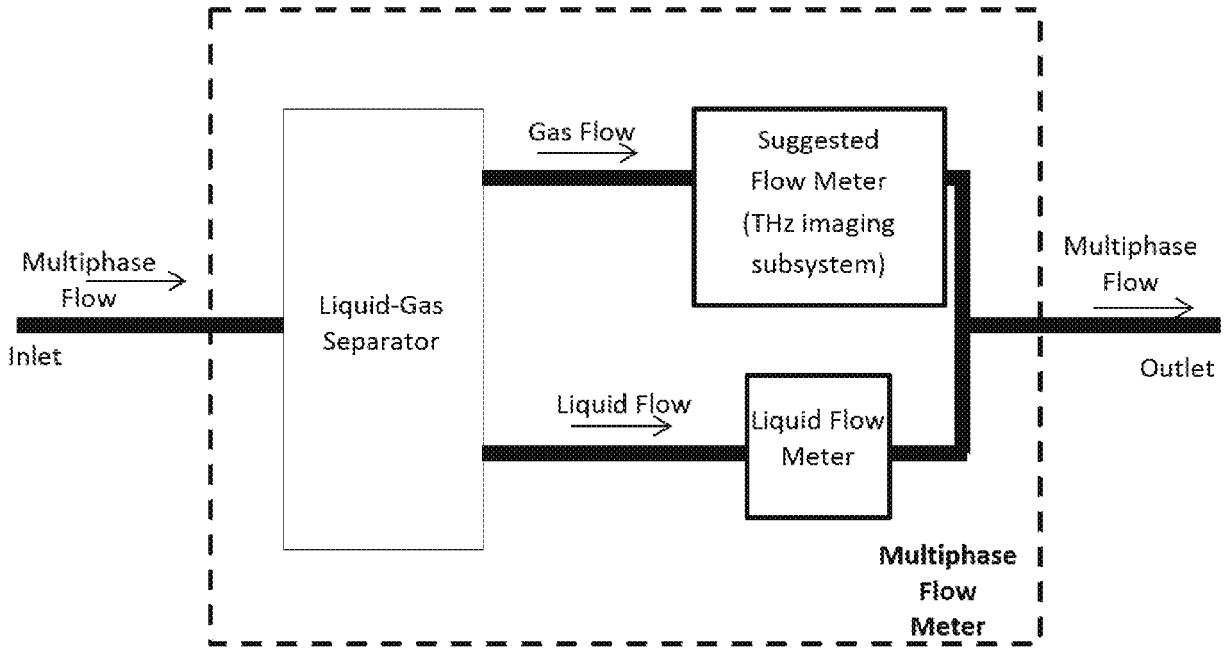 Gas Flow
Suggested
Flow Meter
(THz imaging
subsystem)
Multiphase
Flow
Inlet
Liquid-Gas
Separator
Multiphase
Flow
Outlet
Liquid Flow
Liquid Flow
Meter
Multiphase
Flow
Meter